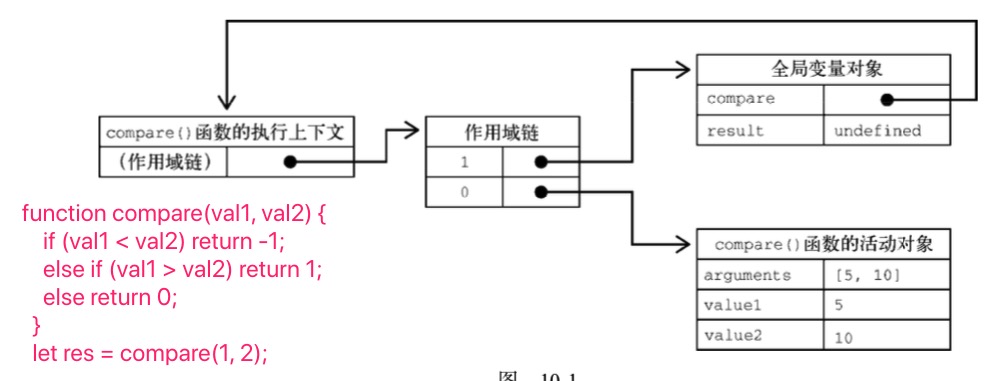 compare()函数的执行上下文
(作用域链)
作用域链
1
0
全局变量对象
compare
result undefined
compare()函数的活动对象
arguments [5, 10]
value1 5
value2 10
function compare(val1, val2) {
if (val1 < val2) return -1;
else if (val1 > val2) return 1;
else return 0;
}
let res = compare(1, 2);
图 10-1